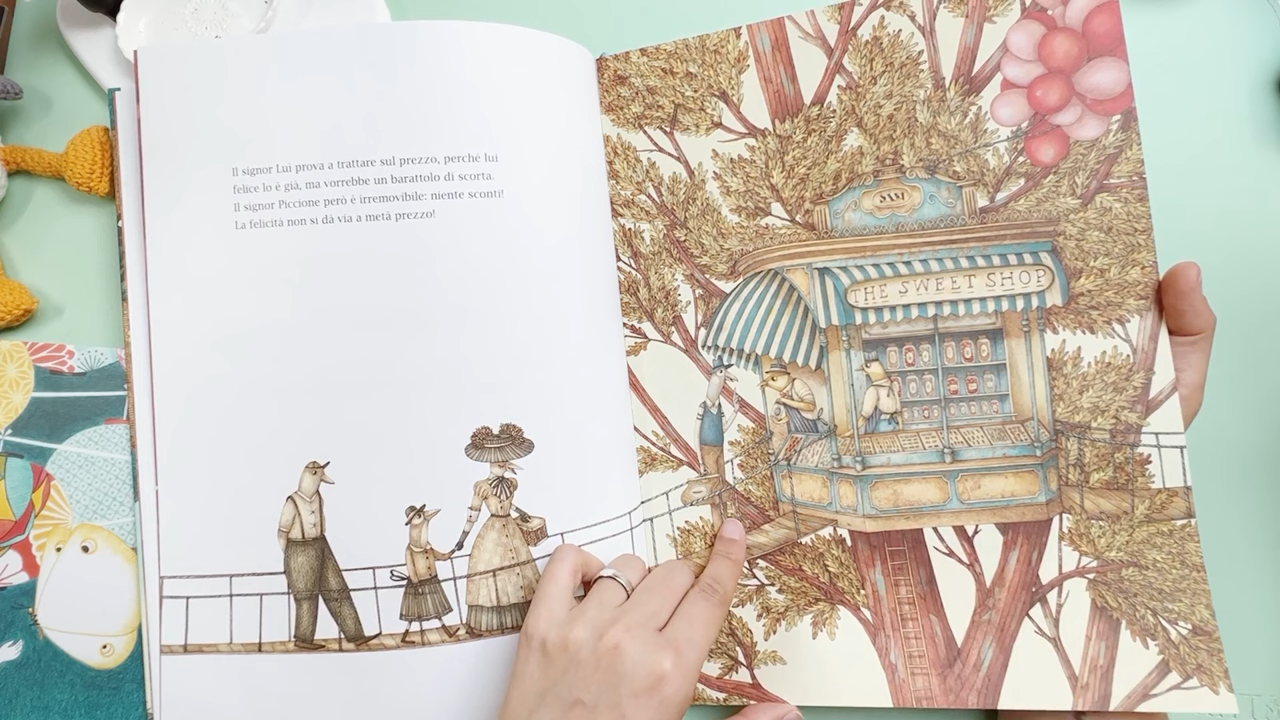 Il signor Lui prova a trattare sul prezzo, perché lui
felice lo è già, ma vorrebbe un barattolo di scorta.
Il signor Piccione però è irremovibile: niente sconti!
La felicità non si dà via a metà prezzo!
THE SWEET SHOP